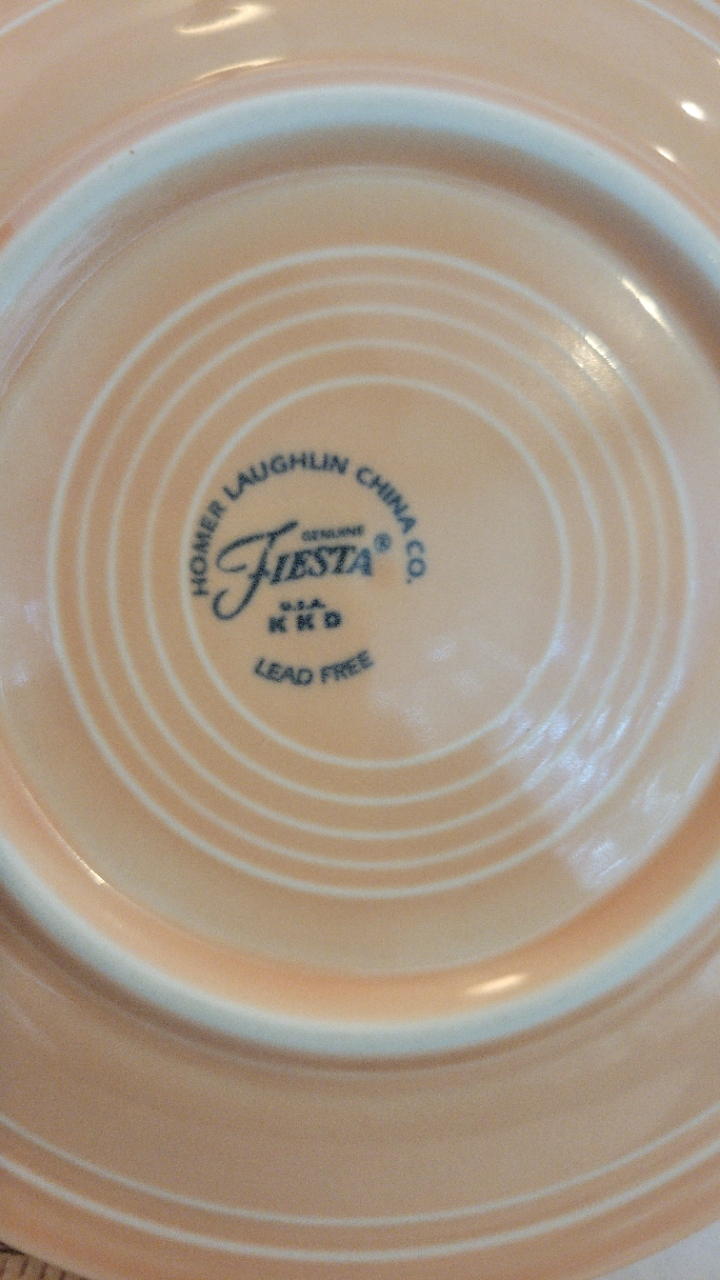 HOMER LAUGHLIN CHINA CO.
GENUINE
FIESTA®
U.S.A.
KKD
LEAD FREE